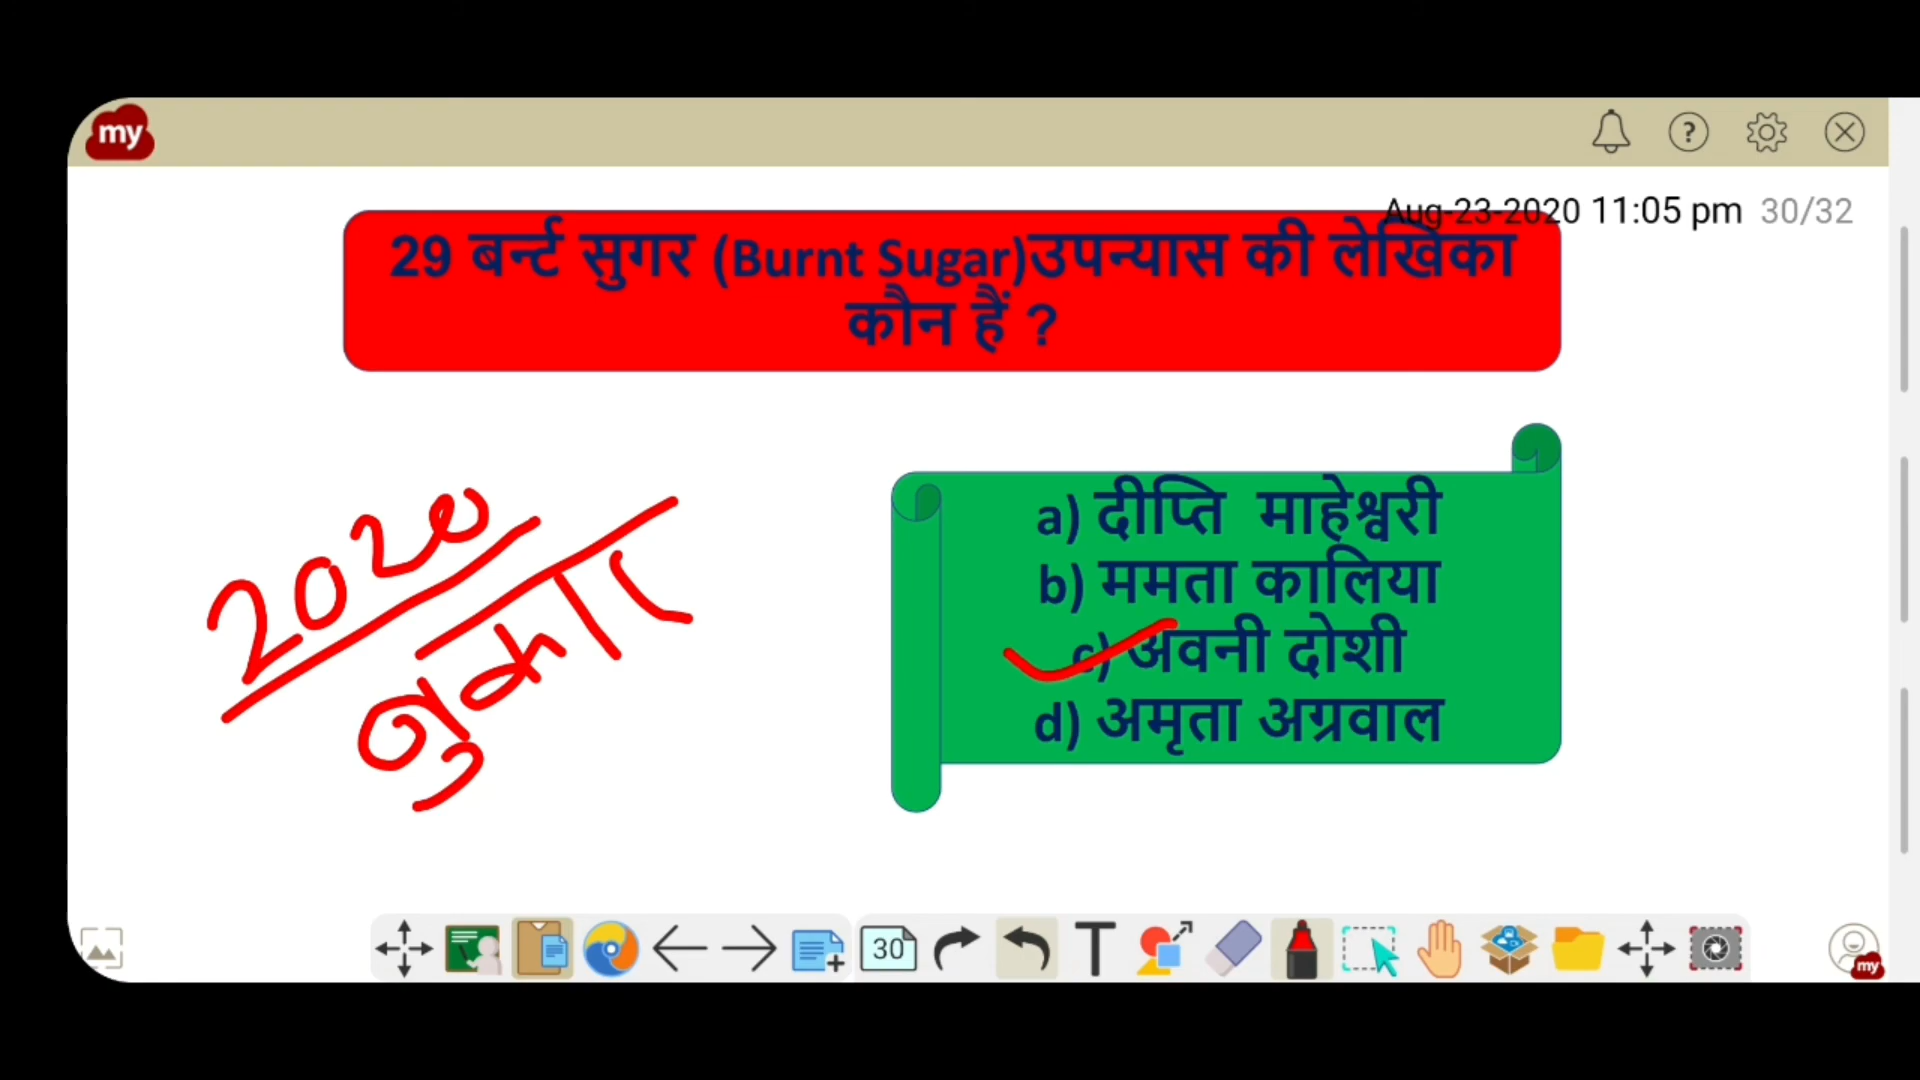 my
Aug-23-2020 11:05 pm 30/32
29 बर्न्ट सुगर (Burnt Sugar)उपन्यास की लेखिका
कौन हैं ?
a) दीप्ति माहेश्वरी
b) ममता कालिया
c) अवनी दोशी
d) अमृता अग्रवाल
2020
30
my